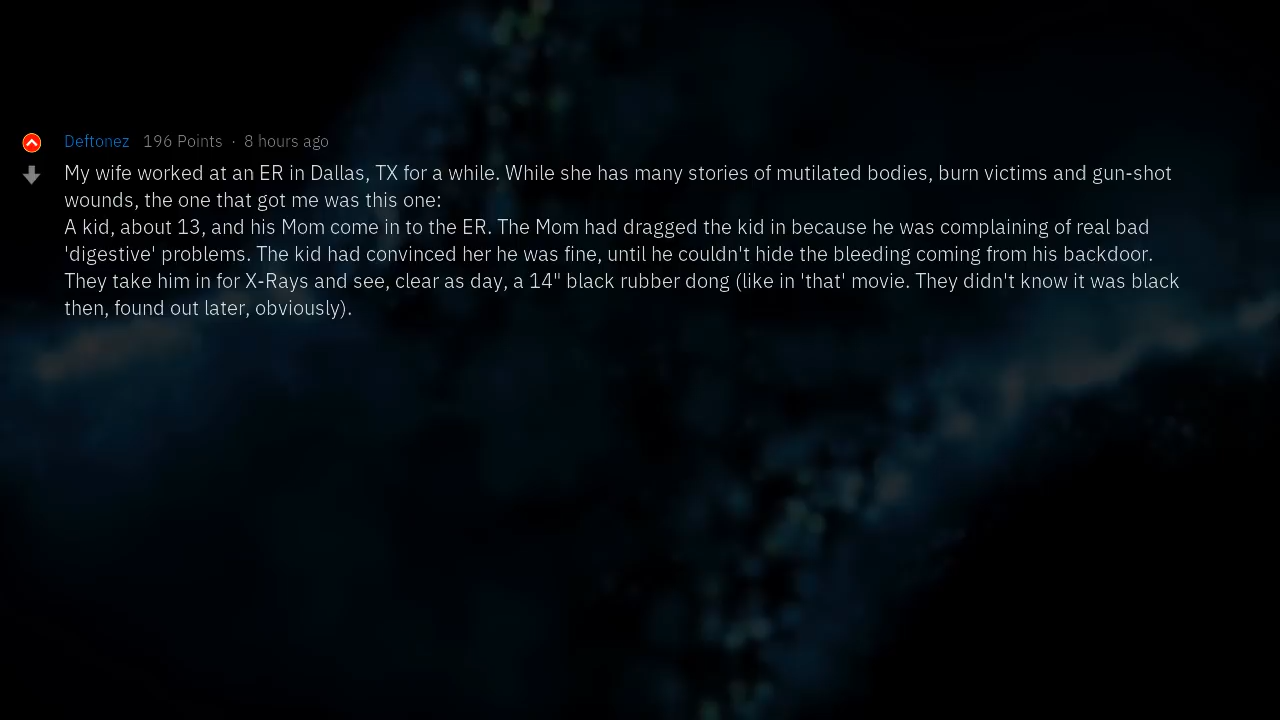 Deftonez 196 Points · 8 hours ago
My wife worked at an ER in Dallas, TX for a while. While she has many stories of mutilated bodies, burn victims and gun-shot
wounds, the one that got me was this one:
A kid, about 13, and his Mom come in to the ER. The Mom had dragged the kid in because he was complaining of real bad
'digestive' problems. The kid had convinced her he was fine, until he couldn't hide the bleeding coming from his backdoor.
They take him in for X-Rays and see, clear as day, a 14" black rubber dong (like in 'that' movie. They didn't know it was black
then, found out later, obviously).